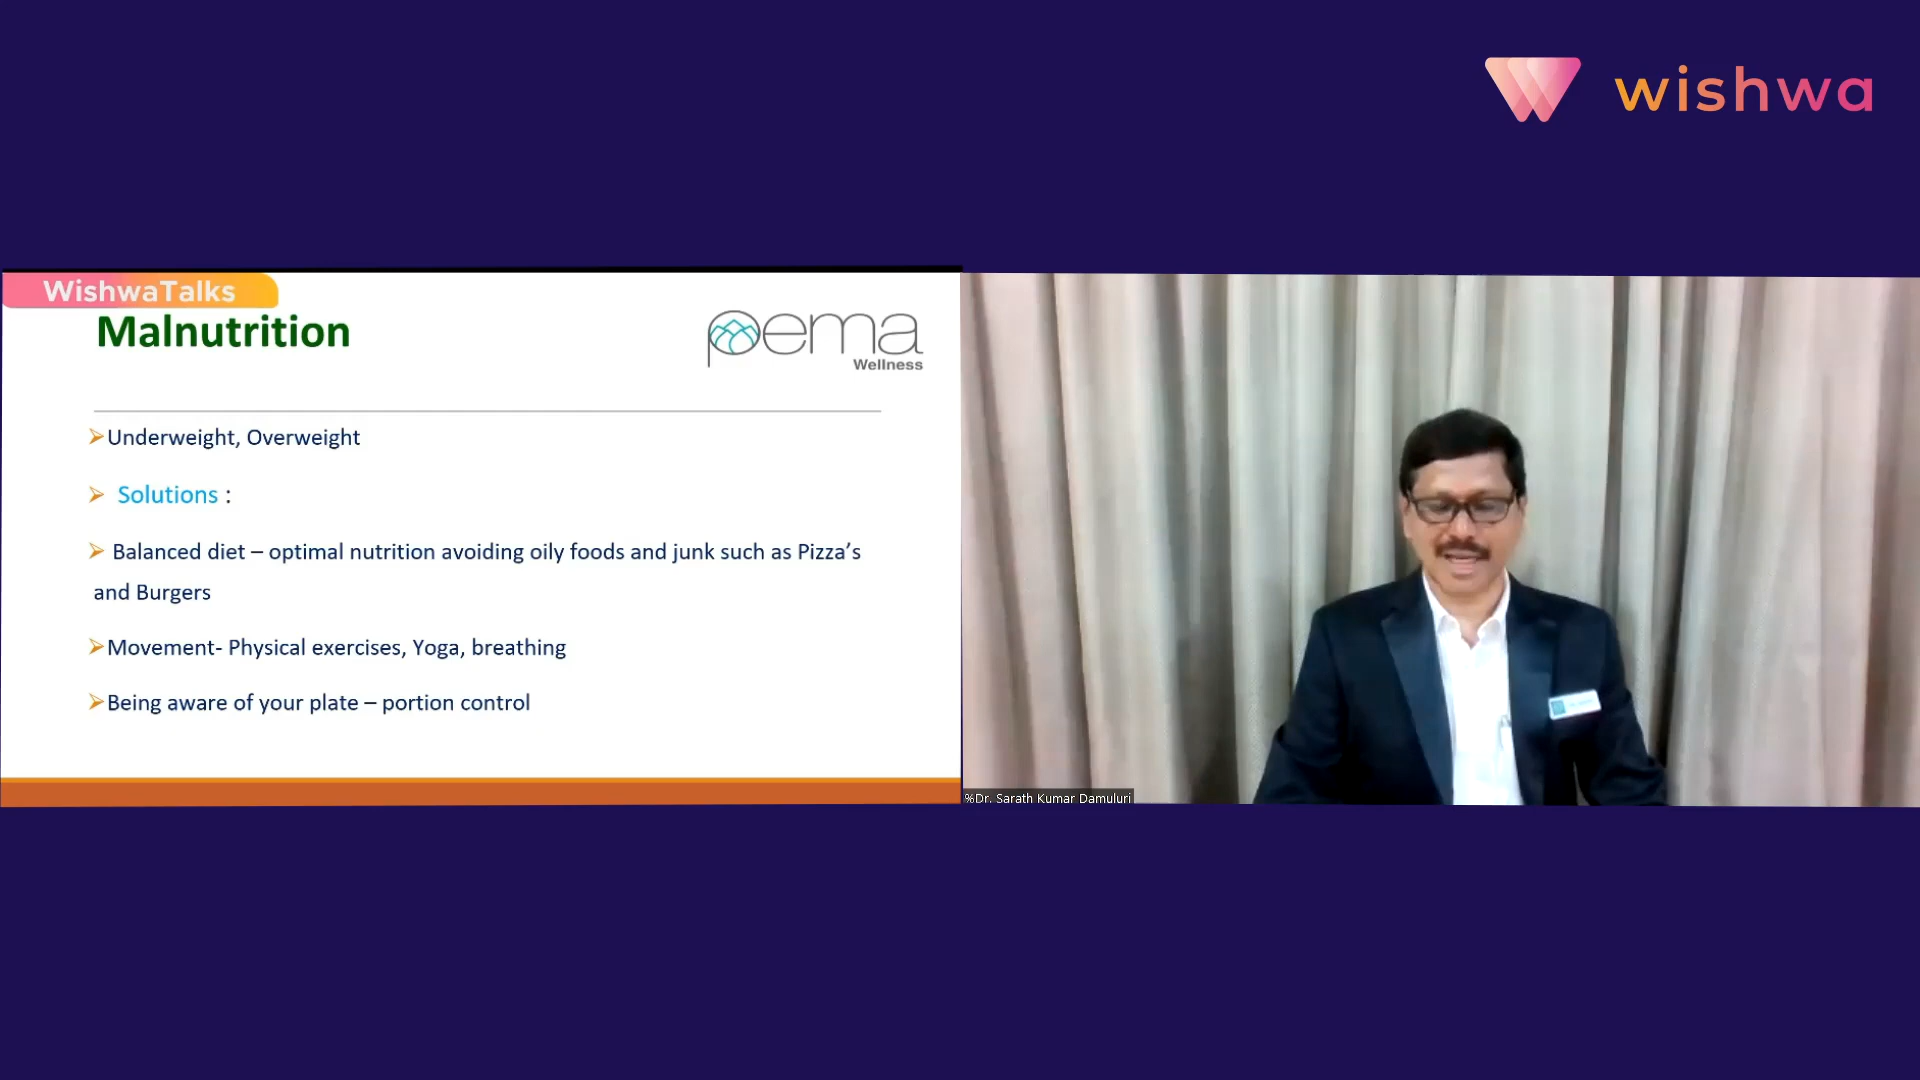 wishwa
WishwaTalks
Malnutrition
pema
Wellness
➢Underweight, Overweight
➢ Solutions :
➢ Balanced diet – optimal nutrition avoiding oily foods and junk such as Pizza’s
and Burgers
➢Movement- Physical exercises, Yoga, breathing
➢Being aware of your plate – portion control
%Dr. Sarath Kumar Damuluri